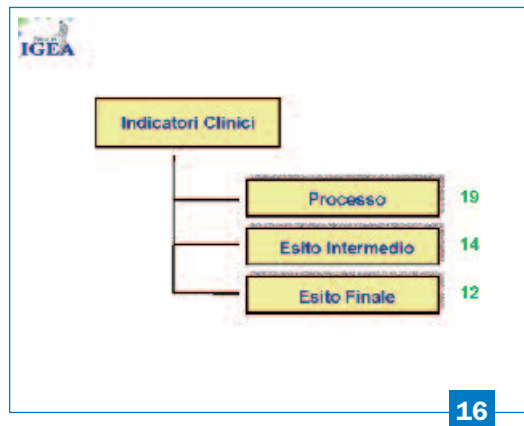 IGEA
Indicatori Clinici
Processo 19
Esito Intermedio 14
Esito Finale 12
16